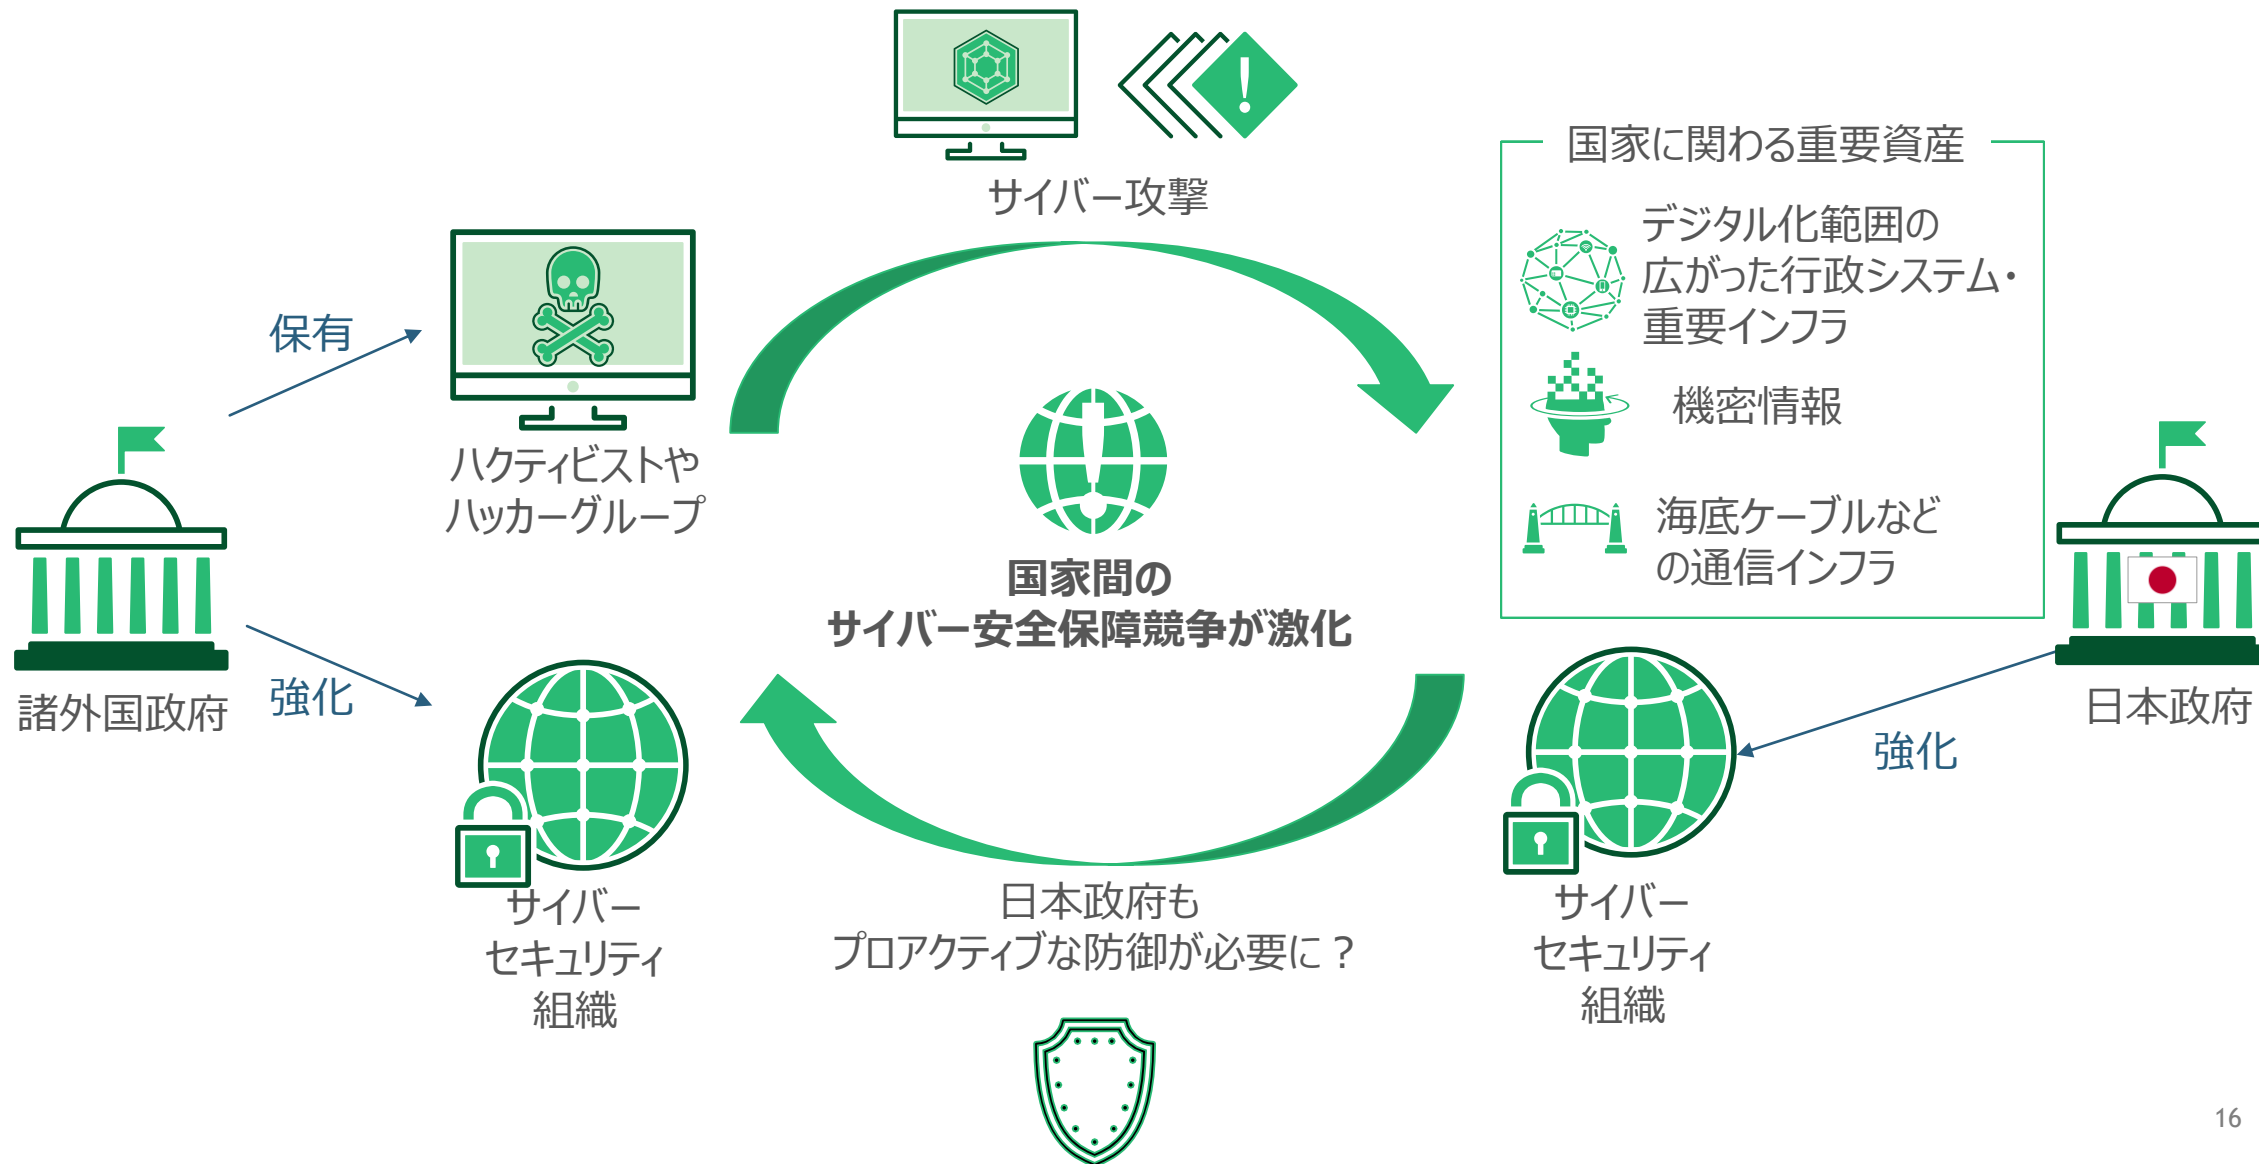 サイバー攻撃
国家に関わる重要資産
デジタル化範囲の
広がった行政システム・
重要インフラ
機密情報
海底ケーブルなど
の通信インフラ
保有
ハクティビストや
ハッカーグループ
国家間の
サイバー安全保障競争が激化
諸外国政府
強化
日本政府
強化
サイバー
セキュリティ
組織
日本政府も
プロアクティブな防御が必要に？
サイバー
セキュリティ
組織
16